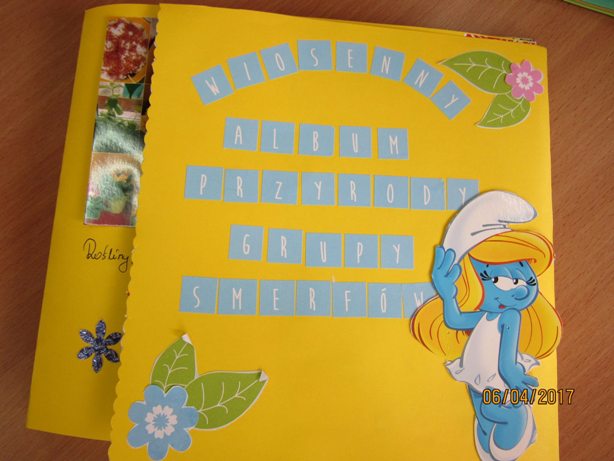 WIOSENNY
ALBUM
PRZYRODY
GRUPY
SMERFÓW
Rośliny
06/04/2017